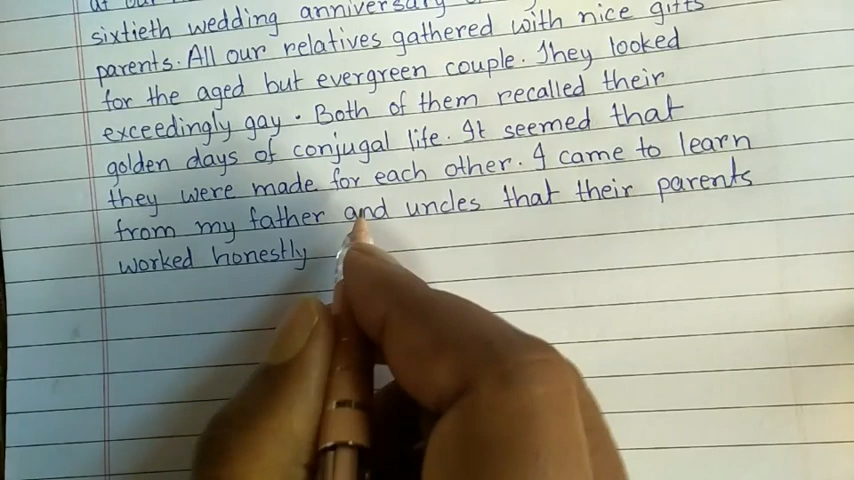 at our
sixtieth wedding anniversary
parents. All our relatives gathered with nice gifts
for the aged but evergreen couple. They looked
exceedingly gay. Both of them recalled their
golden days of conjugal life. It seemed that
they were made for each other. I came to learn
from my father and uncles that their parents
worked honestly